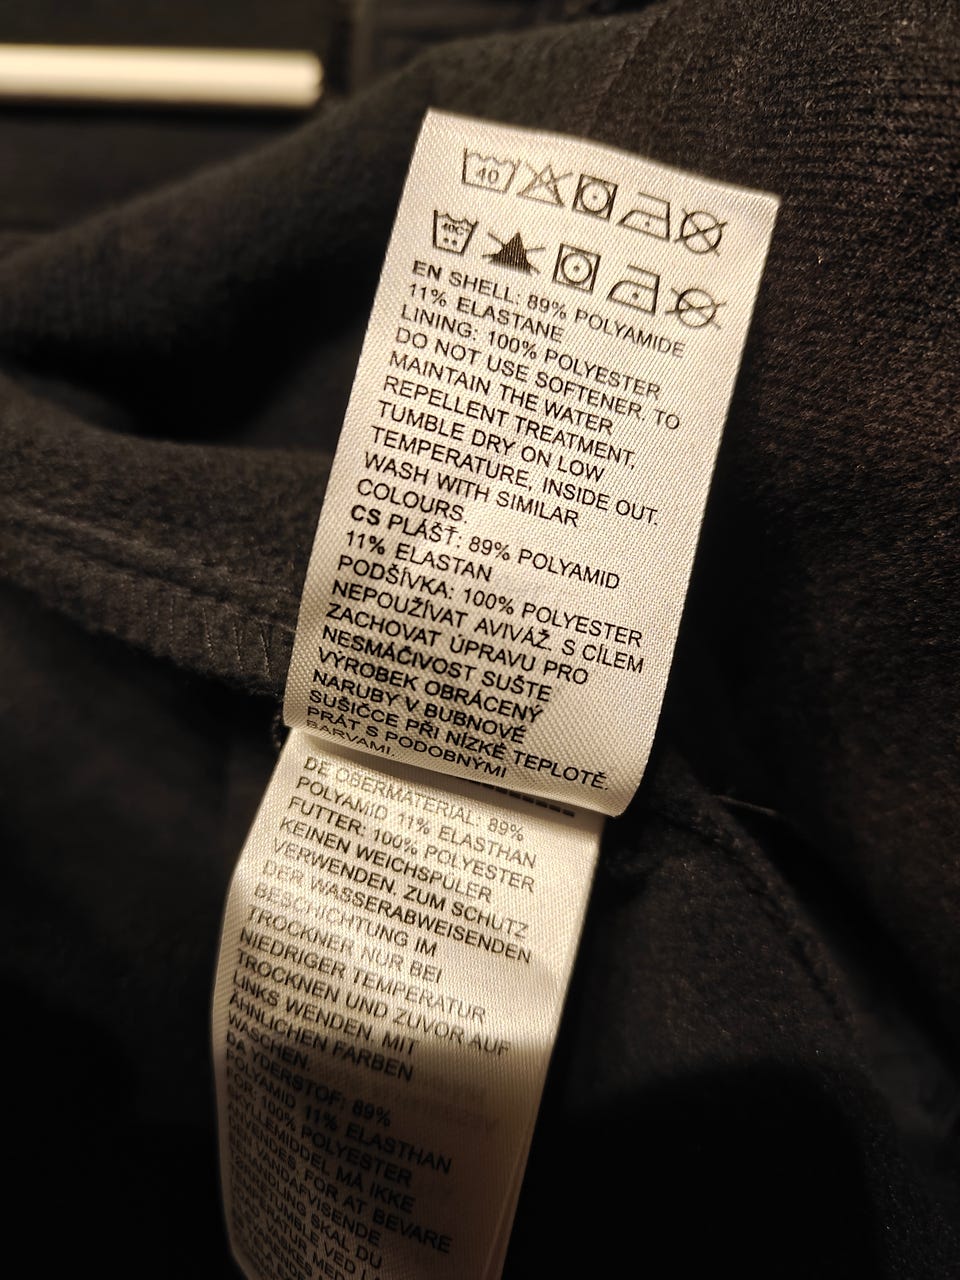 40
40C
EN SHELL: 89% POLYAMIDE
11% ELASTANE
LINING: 100% POLYESTER
DO NOT USE SOFTENER. TO
MAINTAIN THE WATER
REPELLENT TREATMENT,
TUMBLE DRY ON LOW
TEMPERATURE, INSIDE OUT.
WASH WITH SIMILAR
COLOURS.
CS PLÁŠŤ: 89% POLYAMID
11% ELASTAN
PODŠÍVKA: 100% POLYESTER
NEPOUŽÍVAT AVIVÁŽ. S CÍLEM
ZACHOVAT ÚPRAVU PRO
NESMÁČIVOST SUŠTE
VÝROBEK OBRÁCENÝ
NARUBY V BUBNOVÉ
SUŠIČCE PŘI NÍZKÉ TEPLOTĚ.
PRÁT S PODOBNÝMI
BARVAMI.
DE OBERMATERIAL: 89%
POLYAMID 11% ELASTHAN
FUTTER: 100% POLYESTER
KEINEN WEICHSPÜLER
VERWENDEN. ZUM SCHUTZ
DER WASSERABWEISENDEN
BESCHICHTUNG IM
TROCKNER NUR BEI
NIEDRIGER TEMPERATUR
TROCKNEN UND ZUVOR AUF
LINKS WENDEN. MIT
ÄHNLICHEN FARBEN
WASCHEN.
DA YDERSTOF: 89%
POLYAMID 11% ELASTHAN
FOR: 100% POLYESTER
SKYLLEMIDDEL MÅ IKKE
ANVENDES. FOR AT BEVARE
DEN VANDAFVISENDE
BEHANDLING SKAL DU
TØRRETUMBLE VED